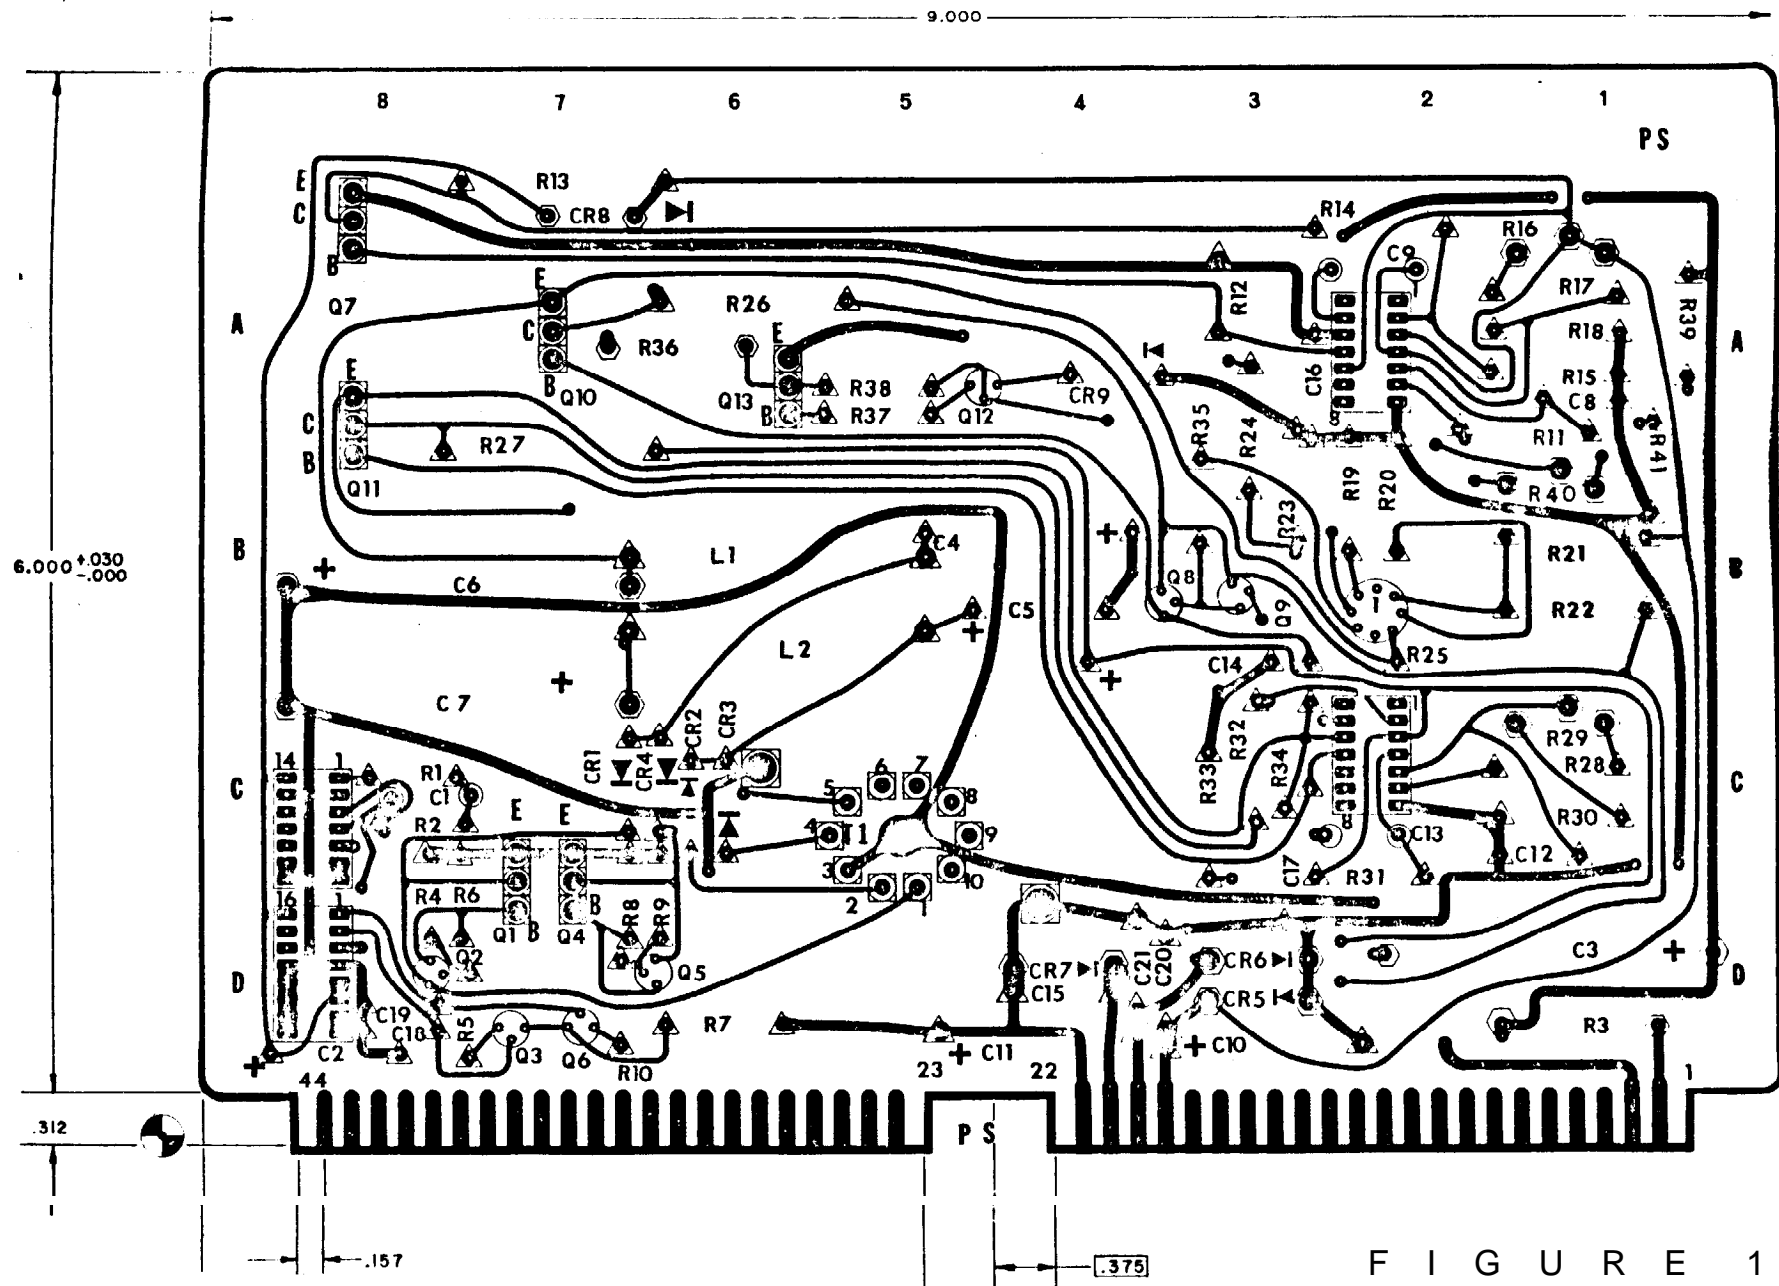 9.000
8 7 6 5 4 3 2 1
PS
E R13
C CR8 R14 R16
B C9
Q7 E R26 R12 R17
A C R36 E C16 R18 R39 A
E B Q10 Q13 R38 CR9 R15
C B R37 Q12 R35 R24 8 C8
B R27 R11 R41
Q11 R19 R20 R40
R23
B + L1 C4 + R21 B
6.000 +.030 -.000
C6 Q8 1 R22
C5 + Q9
L2 C14 R25
+ C7 +
CR1 CR4 CR2 CR3 R32 C 1 R29
14 1 R1 6 7 R33 R34 R28
C C1 E E 5 8 C
R2 4 T1 9 8 C13 R30
3 10 C17 R31 C12
16 1 R4 R6 B R8 R9 2 1
Q1 B Q4
Q2 Q5 CR7 C21 C20 CR6 C3 +
D C15 CR5 D
C19 C18 R5 R7 R3
C2 Q3 Q6 R10 23 + C11 22 + C10
+ 44 1
.312
PS
.157
.375
FIGURE 1